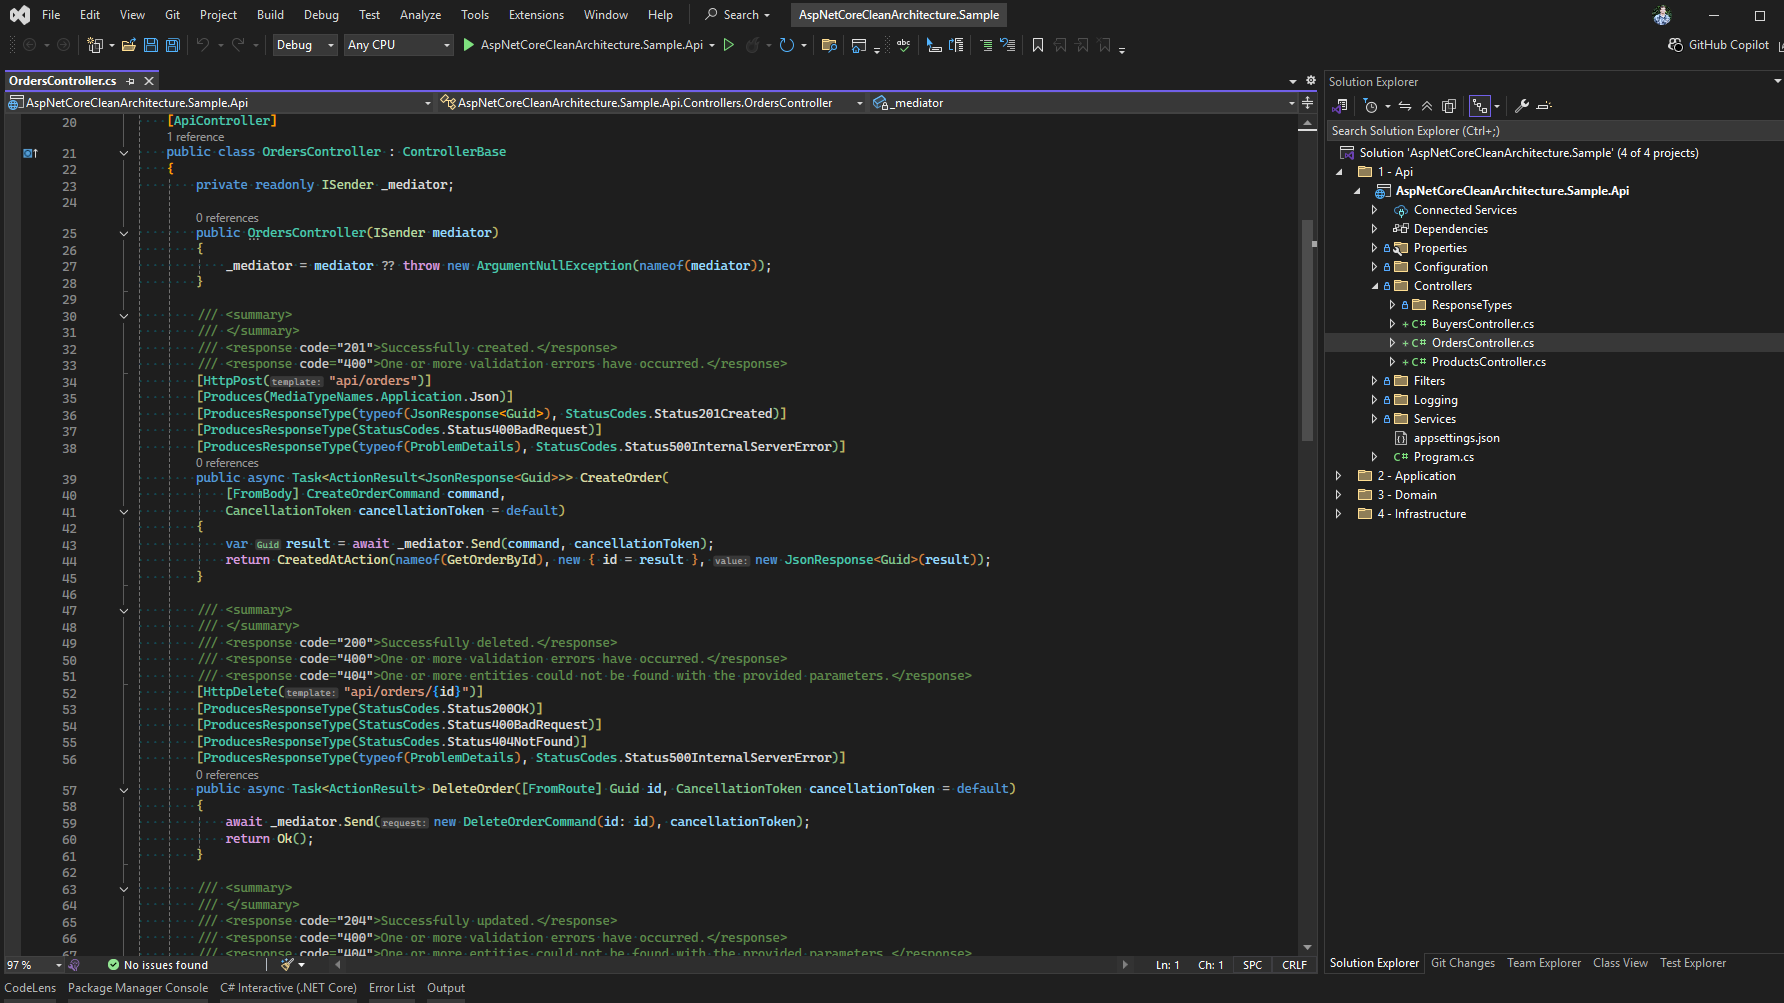 File Edit View Git Project Build Debug Test Analyze Tools Extensions Window Help Search AspNetCoreCleanArchitecture.Sample
Debug Any CPU AspNetCoreCleanArchitecture.Sample.Api GitHub Copilot
OrdersController.cs
AspNetCoreCleanArchitecture.Sample.Api AspNetCoreCleanArchitecture.Sample.Api.Controllers.OrdersController _mediator
20 [ApiController]
1 reference
21 public class OrdersController : ControllerBase
22 {
23 private readonly ISender _mediator;
24
0 references
25 public OrdersController(ISender mediator)
26 {
27 _mediator = mediator ?? throw new ArgumentNullException(nameof(mediator));
28 }
29
30 /// <summary>
31 /// </summary>
32 /// <response code="201">Successfully created.</response>
33 /// <response code="400">One or more validation errors have occurred.</response>
34 [HttpPost(template: "api/orders")]
35 [Produces(MediaTypeNames.Application.Json)]
36 [ProducesResponseType(typeof(JsonResponse<Guid>), StatusCodes.Status201Created)]
37 [ProducesResponseType(StatusCodes.Status400BadRequest)]
38 [ProducesResponseType(typeof(ProblemDetails), StatusCodes.Status500InternalServerError)]
0 references
39 public async Task<ActionResult<JsonResponse<Guid>>> CreateOrder(
40 [FromBody] CreateOrderCommand command,
41 CancellationToken cancellationToken = default)
42 {
43 var Guid result = await _mediator.Send(command, cancellationToken);
44 return CreatedAtAction(nameof(GetOrderById), new { id = result }, value: new JsonResponse<Guid>(result));
45 }
46
47 /// <summary>
48 /// </summary>
49 /// <response code="200">Successfully deleted.</response>
50 /// <response code="400">One or more validation errors have occurred.</response>
51 /// <response code="404">One or more entities could not be found with the provided parameters.</response>
52 [HttpDelete(template: "api/orders/{id}")]
53 [ProducesResponseType(StatusCodes.Status200OK)]
54 [ProducesResponseType(StatusCodes.Status400BadRequest)]
55 [ProducesResponseType(StatusCodes.Status404NotFound)]
56 [ProducesResponseType(typeof(ProblemDetails), StatusCodes.Status500InternalServerError)]
0 references
57 public async Task<ActionResult> DeleteOrder([FromRoute] Guid id, CancellationToken cancellationToken = default)
58 {
59 await _mediator.Send(request: new DeleteOrderCommand(id: id), cancellationToken);
60 return Ok();
61 }
62
63 /// <summary>
64 /// </summary>
65 /// <response code="204">Successfully updated.</response>
66 /// <response code="400">One or more validation errors have occurred.</response>
67 /// <response code="404">One or more entities could not be found with the provided parameters.</response>
97 % No issues found Ln: 1 Ch: 1 SPC CRLF
CodeLens Package Manager Console C# Interactive (.NET Core) Error List Output
Solution Explorer
Search Solution Explorer (Ctrl+;)
Solution 'AspNetCoreCleanArchitecture.Sample' (4 of 4 projects)
1 - Api
AspNetCoreCleanArchitecture.Sample.Api
Connected Services
Dependencies
Properties
Configuration
Controllers
ResponseTypes
C# BuyersController.cs
C# OrdersController.cs
C# ProductsController.cs
Filters
Logging
Services
appsettings.json
C# Program.cs
2 - Application
3 - Domain
4 - Infrastructure
Solution Explorer Git Changes Team Explorer Class View Test Explorer